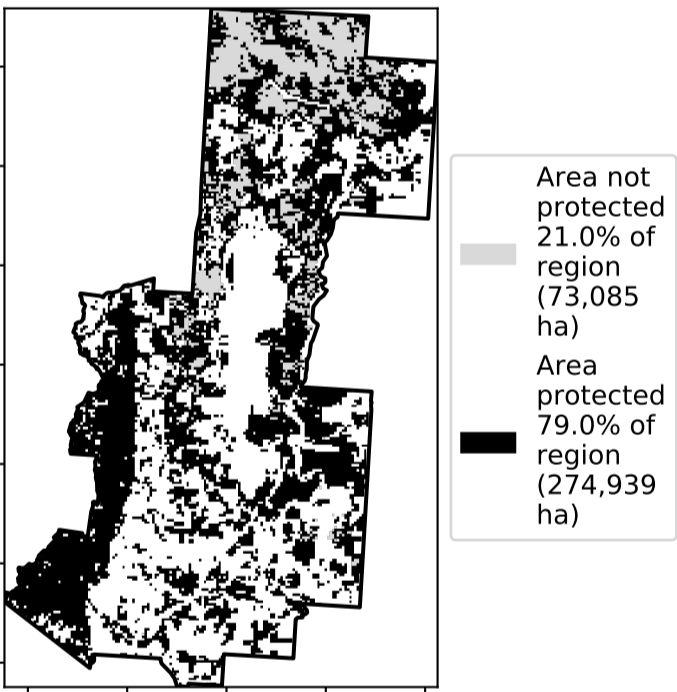 Area not
protected
21.0% of
region
(73,085
ha)
Area
protected
79.0% of
region
(274,939
ha)